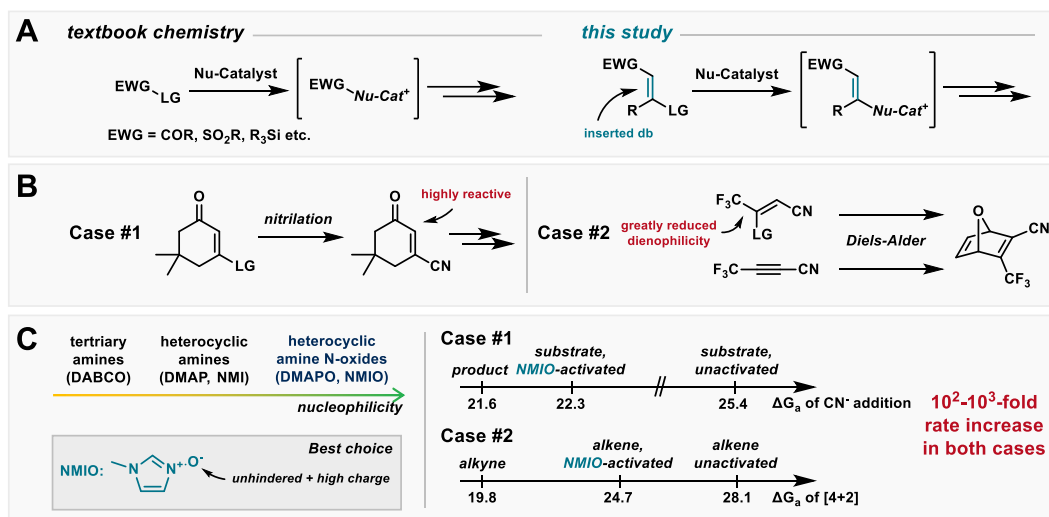 A
textbook chemistry
this study
EWG
LG
Nu-Catalyst
EWG
Nu-Cat+
EWG = COR, SO2R, R3Si etc.
EWG
R
LG
inserted db
Nu-Catalyst
EWG
R
Nu-Cat+
B
Case #1
O
LG
nitrilation
O
CN
highly reactive
Case #2
F3C
CN
LG
greatly reduced
dienophilicity
F3C
CN
Diels-Alder
O
CN
CF3
C
tertiary
amines
(DABCO)
heterocyclic
amines
(DMAP, NMI)
heterocyclic
amine N-oxides
(DMAPO, NMIO)
nucleophilicity
Best choice
NMIO:
N
N+
O-
unhindered + high charge
Case #1
product
substrate,
NMIO-activated
substrate,
unactivated
21.6
22.3
25.4
ΔGa of CN- addition
Case #2
alkyne
alkene,
NMIO-activated
alkene
unactivated
19.8
24.7
28.1
ΔGa of [4+2]
10²-10³-fold
rate increase
in both cases